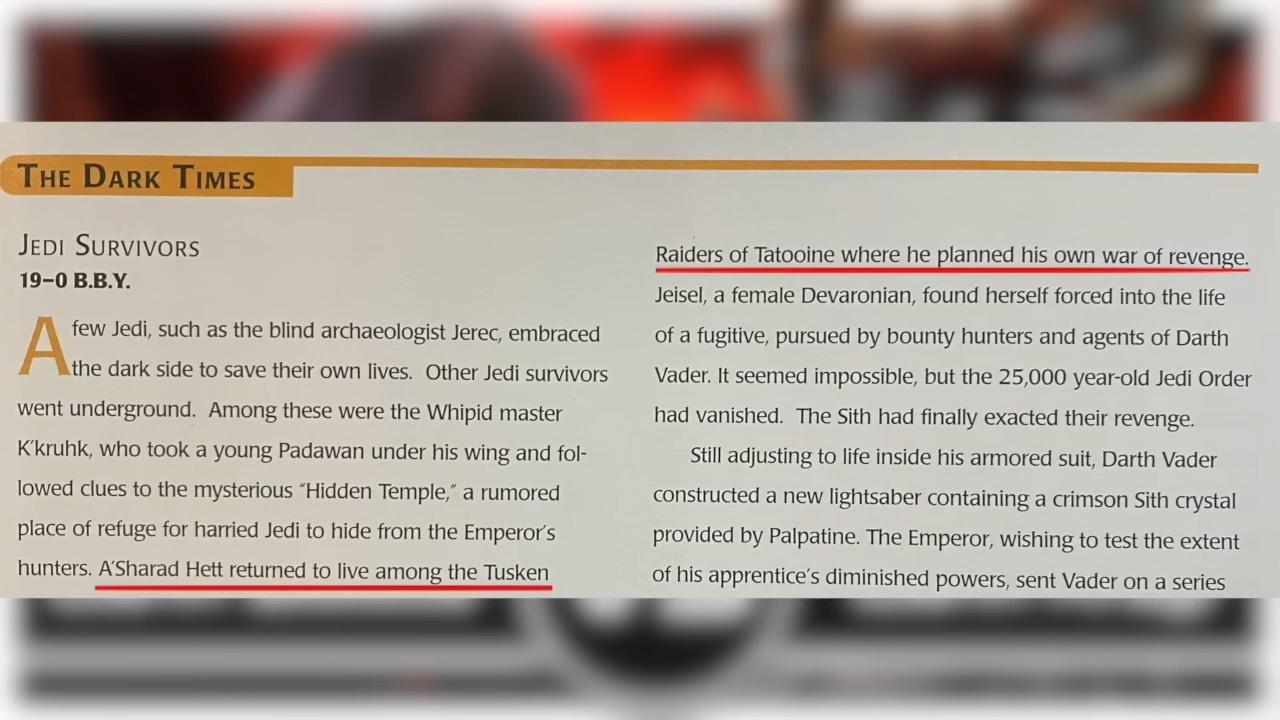 THE DARK TIMES
JEDI SURVIVORS
19–0 B.B.Y.
A few Jedi, such as the blind archaeologist Jerec, embraced
the dark side to save their own lives. Other Jedi survivors
went underground. Among these were the Whipid master
K'kruhk, who took a young Padawan under his wing and fol-
lowed clues to the mysterious "Hidden Temple," a rumored
place of refuge for harried Jedi to hide from the Emperor's
hunters. A'Sharad Hett returned to live among the Tusken
Raiders of Tatooine where he planned his own war of revenge.
Jeisel, a female Devaronian, found herself forced into the life
of a fugitive, pursued by bounty hunters and agents of Darth
Vader. It seemed impossible, but the 25,000 year-old Jedi Order
had vanished. The Sith had finally exacted their revenge.
Still adjusting to life inside his armored suit, Darth Vader
constructed a new lightsaber containing a crimson Sith crystal
provided by Palpatine. The Emperor, wishing to test the extent
of his apprentice's diminished powers, sent Vader on a series